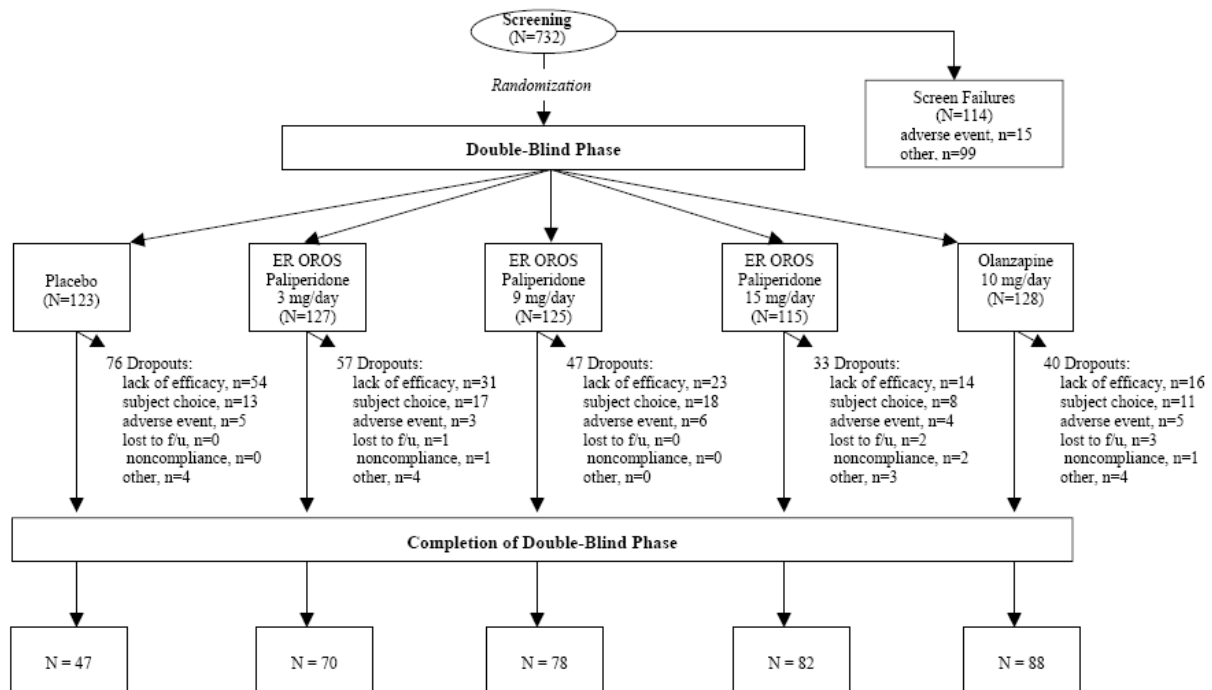 Screening
(N=732)
Randomization
Screen Failures
(N=114)
adverse event, n=15
other, n=99
Double-Blind Phase
Placebo
(N=123)
ER OROS
Paliperidone
3 mg/day
(N=127)
ER OROS
Paliperidone
9 mg/day
(N=125)
ER OROS
Paliperidone
15 mg/day
(N=115)
Olanzapine
10 mg/day
(N=128)
76 Dropouts:
lack of efficacy, n=54
subject choice, n=13
adverse event, n=5
lost to f/u, n=0
noncompliance, n=0
other, n=4
57 Dropouts:
lack of efficacy, n=31
subject choice, n=17
adverse event, n=3
lost to f/u, n=1
noncompliance, n=1
other, n=4
47 Dropouts:
lack of efficacy, n=23
subject choice, n=18
adverse event, n=6
lost to f/u, n=0
noncompliance, n=0
other, n=0
33 Dropouts:
lack of efficacy, n=14
subject choice, n=8
adverse event, n=4
lost to f/u, n=2
noncompliance, n=2
other, n=3
40 Dropouts:
lack of efficacy, n=16
subject choice, n=11
adverse event, n=5
lost to f/u, n=3
noncompliance, n=1
other, n=4
Completion of Double-Blind Phase
N = 47
N = 70
N = 78
N = 82
N = 88